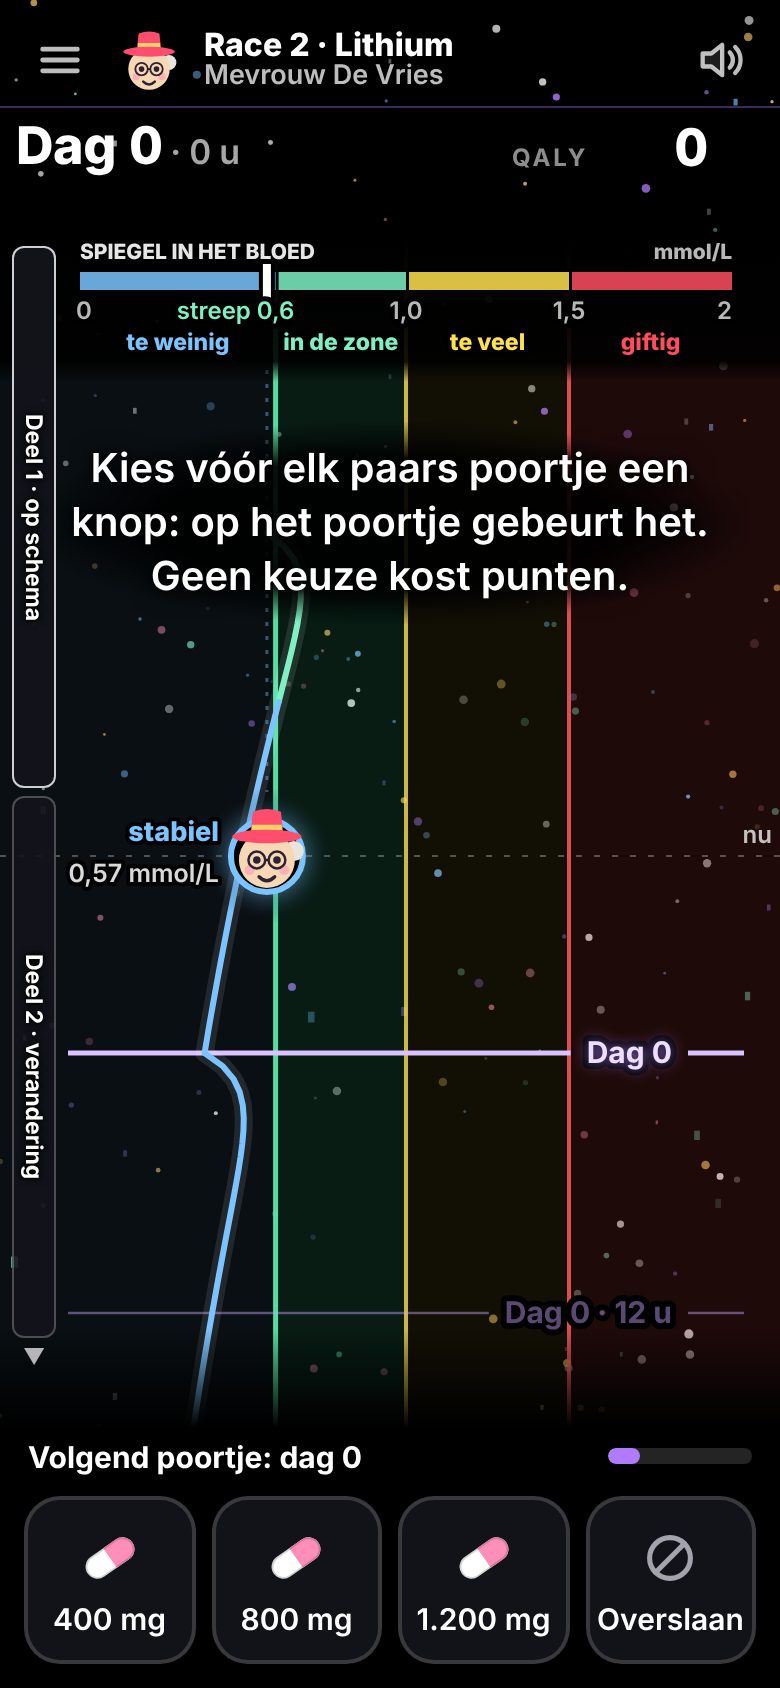 Race 2 · Lithium
Mevrouw De Vries
Dag 0 · 0 u
QALY 0
SPIEGEL IN HET BLOED mmol/L
0 streep 0,6 1,0 1,5 2
te weinig in de zone te veel giftig
Deel 1 · op schema
Kies vóór elk paars poortje een
knop: op het poortje gebeurt het.
Geen keuze kost punten.
stabiel
nu
0,57 mmol/L
Deel 2 · verandering
Dag 0
Dag 0 · 12 u
Volgend poortje: dag 0
400 mg
800 mg
1.200 mg
Overslaan